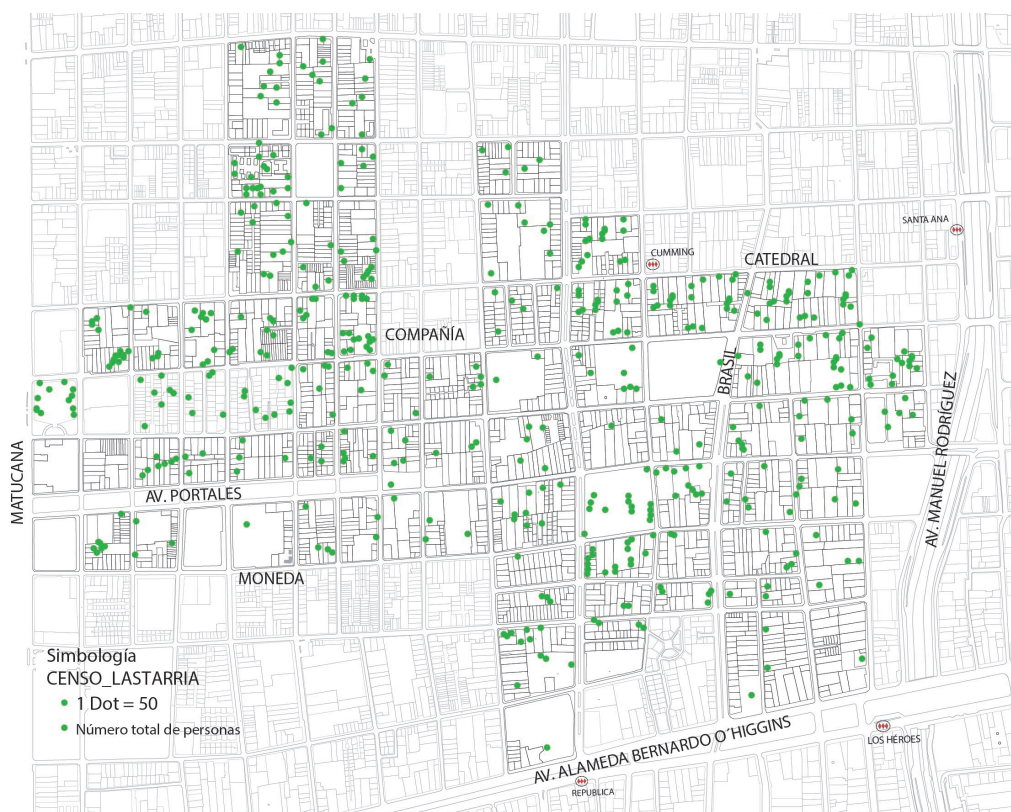 SANTA ANA
CUMMING
CATEDRAL
COMPAÑÍA
BRASIL
MATUCANA
AV. PORTALES
AV. MANUEL RODRÍGUEZ
MONEDA
Simbología
CENSO_LASTARRIA
1 Dot = 50
Número total de personas
AV. ALAMEDA BERNARDO O´HIGGINS
LOS HÉROES
REPUBLICA